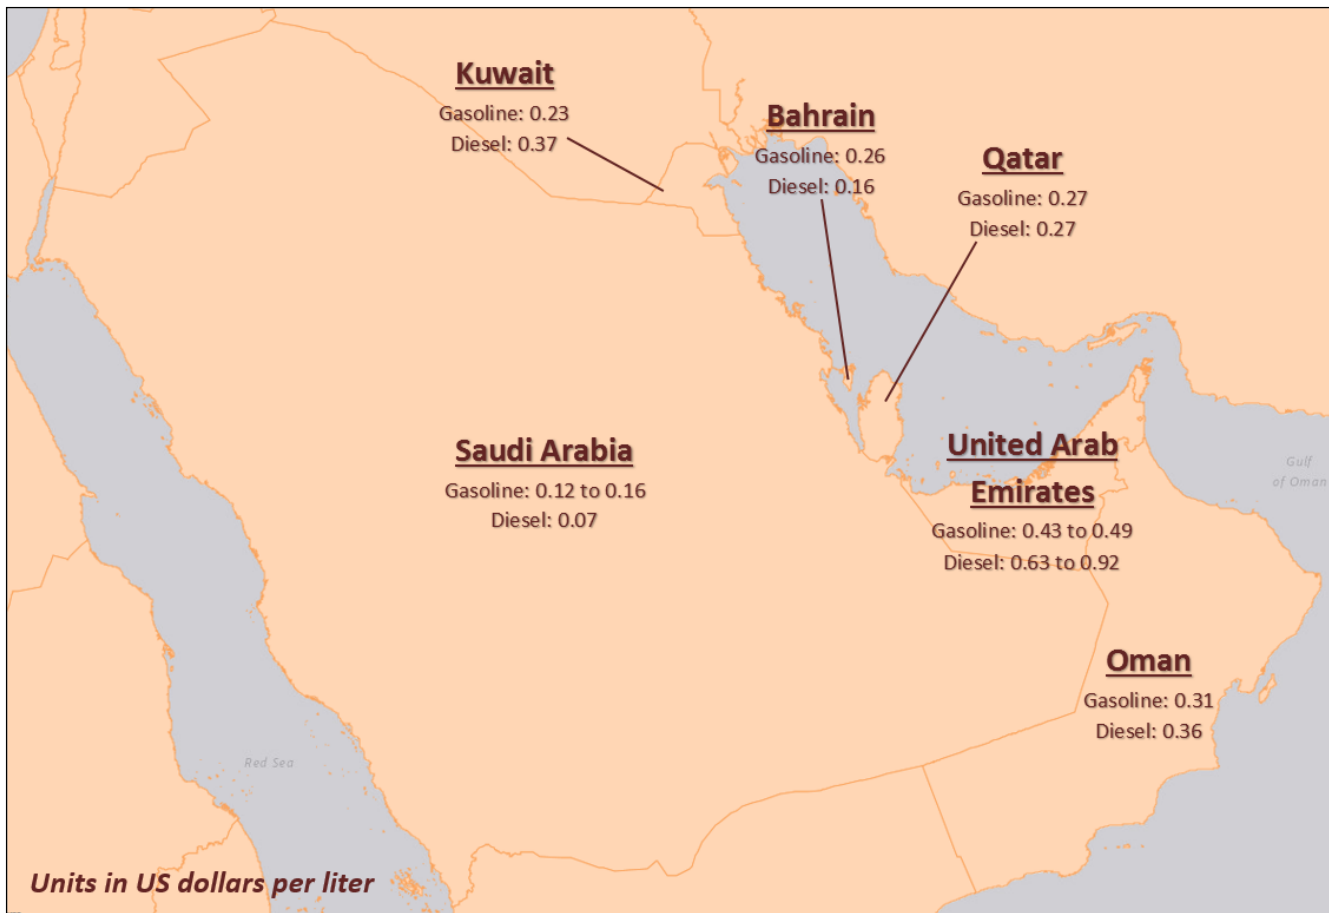 Kuwait
Gasoline: 0.23
Diesel: 0.37
Bahrain
Gasoline: 0.26
Diesel: 0.16
Qatar
Gasoline: 0.27
Diesel: 0.27
Saudi Arabia
Gasoline: 0.12 to 0.16
Diesel: 0.07
United Arab
Emirates
Gasoline: 0.43 to 0.49
Diesel: 0.63 to 0.92
Gulf
of Oman
Oman
Gasoline: 0.31
Diesel: 0.36
Red Sea
Units in US dollars per liter